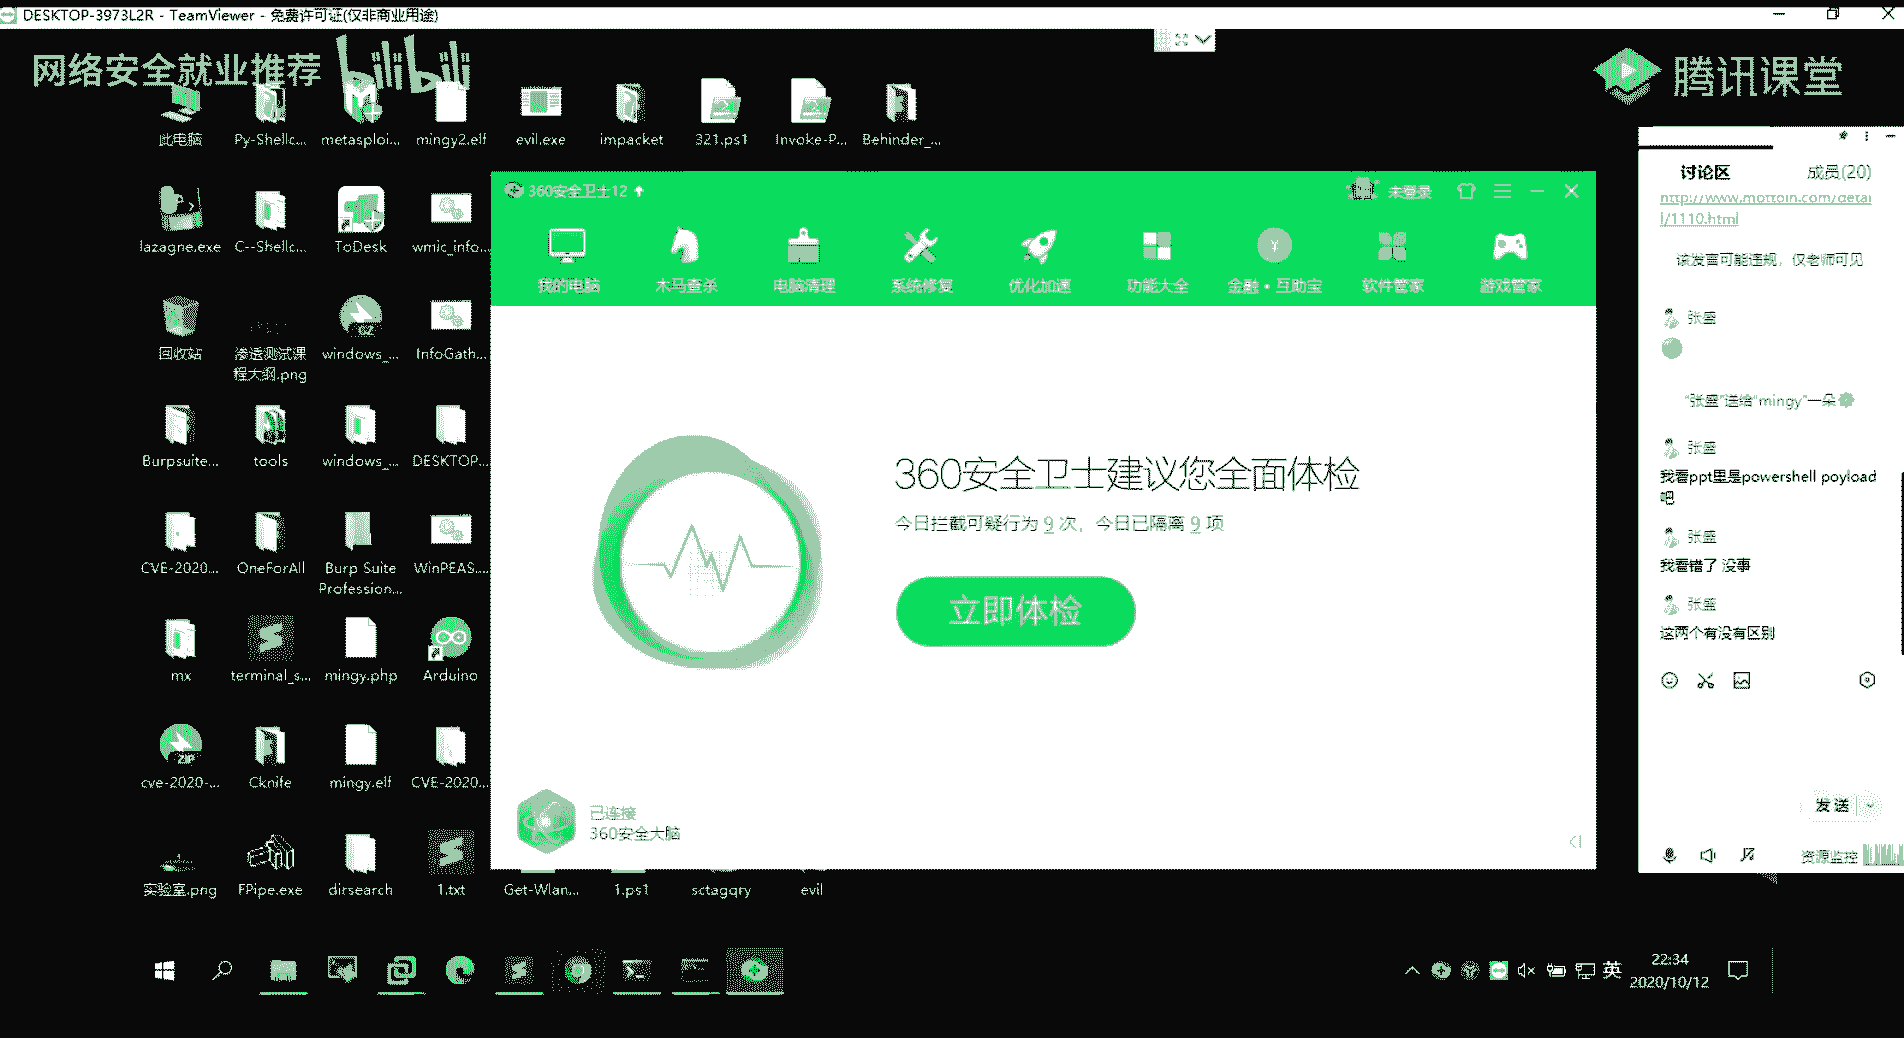 DESKTOP-3973L2R - TeamViewer - 免费许可证(仅非商业用途)
网络安全就业推荐
bilibili
腾讯课堂
此电脑
Py-Shellc...
metasploi...
mingy2.elf
evil.exe
impacket
321.ps1
Invoke-P...
Behinder_...
lazagne.exe
C--Shellc...
ToDesk
wmic_info...
回收站
渗透测试课
程大纲.png
windows_...
InfoGath...
Burpsuite...
tools
windows_...
DESKTOP...
CVE-2020...
OneForAll
Burp Suite
Profession...
WinPEAS....
mx
terminal_s...
mingy.php
Arduino
cve-2020-...
Cknife
mingy.elf
CVE-2020...
实验室.png
FPipe.exe
dirsearch
1.txt
Get-Wlan...
1.ps1
sctagqry
evil
360安全卫士12
未登录
我的电脑
木马查杀
电脑清理
系统修复
优化加速
功能大全
金融·互助宝
软件管家
游戏管家
360安全卫士建议您全面体检
今日拦截可疑行为 9 次，今日已隔离 9 项
立即体检
已连接
360安全大脑
讨论区
成员(20)
http://www.mottoin.com/detai
l/1110.html
该发言可能违规，仅老师可见
张盛
"张盛"送给"mingy"一朵
张盛
我看ppt里是powershell poyload
吧
张盛
我看错了 没事
张盛
这两个有没有区别
发送
资源监控
英
22:34
2020/10/12